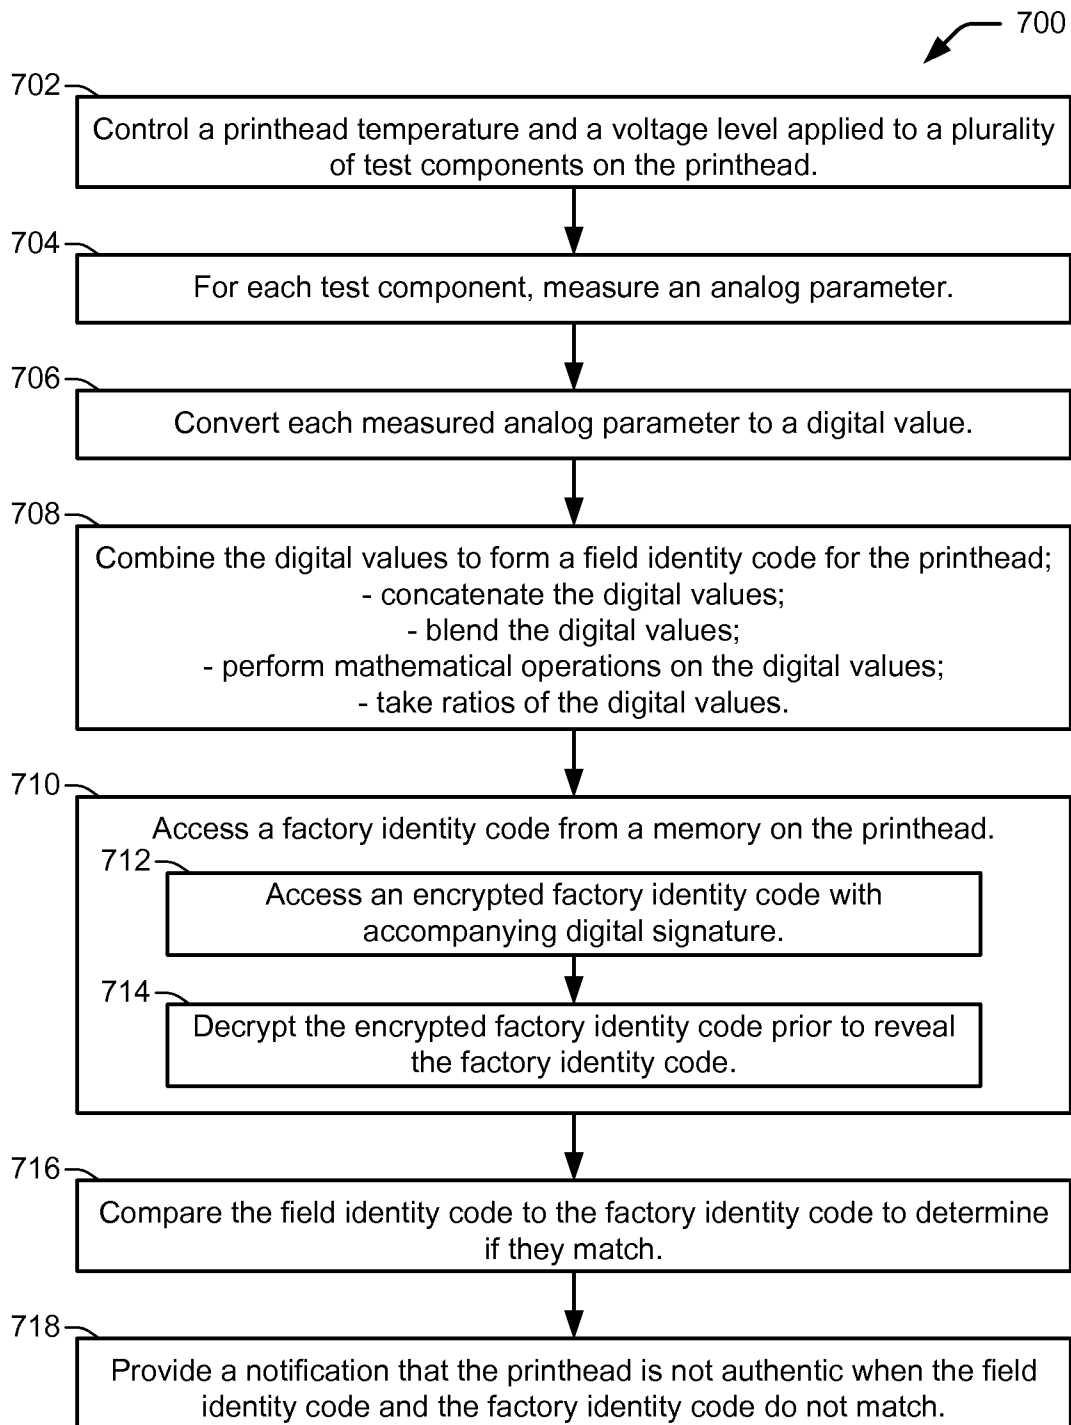 700
702
Control a printhead temperature and a voltage level applied to a plurality
of test components on the printhead.
704
For each test component, measure an analog parameter.
706
Convert each measured analog parameter to a digital value.
708
Combine the digital values to form a field identity code for the printhead;
- concatenate the digital values;
- blend the digital values;
- perform mathematical operations on the digital values;
- take ratios of the digital values.
710
Access a factory identity code from a memory on the printhead.
712
Access an encrypted factory identity code with
accompanying digital signature.
714
Decrypt the encrypted factory identity code prior to reveal
the factory identity code.
716
Compare the field identity code to the factory identity code to determine
if they match.
718
Provide a notification that the printhead is not authentic when the field
identity code and the factory identity code do not match.